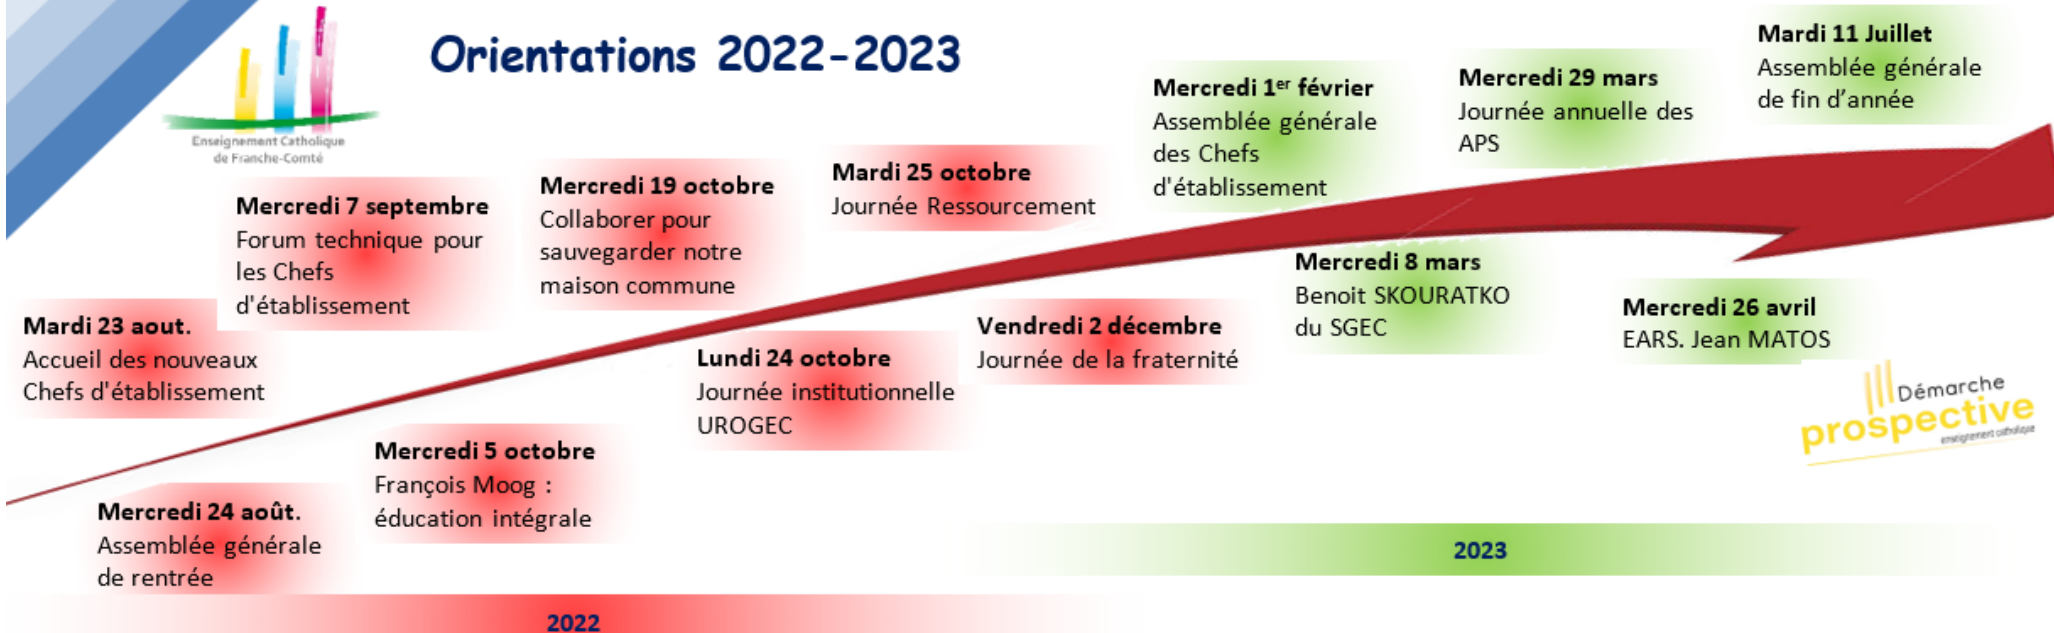 Orientations 2022-2023
Enseignement Catholique
de Franche-Comté
Mardi 23 aout.
Accueil des nouveaux
Chefs d'établissement
Mercredi 24 août.
Assemblée générale
de rentrée
Mercredi 7 septembre
Forum technique pour
les Chefs
d'établissement
Mercredi 5 octobre
François Moog :
éducation intégrale
Mercredi 19 octobre
Collaborer pour
sauvegarder notre
maison commune
Lundi 24 octobre
Journée institutionnelle
UROGEC
Mardi 25 octobre
Journée Ressourcement
Vendredi 2 décembre
Journée de la fraternité
Mercredi 1er février
Assemblée générale
des Chefs
d'établissement
Mercredi 8 mars
Benoit SKOURATKO
du SGEC
Mercredi 29 mars
Journée annuelle des
APS
Mercredi 26 avril
EARS. Jean MATOS
Mardi 11 Juillet
Assemblée générale
de fin d’année
Démarche
prospective
enseignement catholique
2023
2022